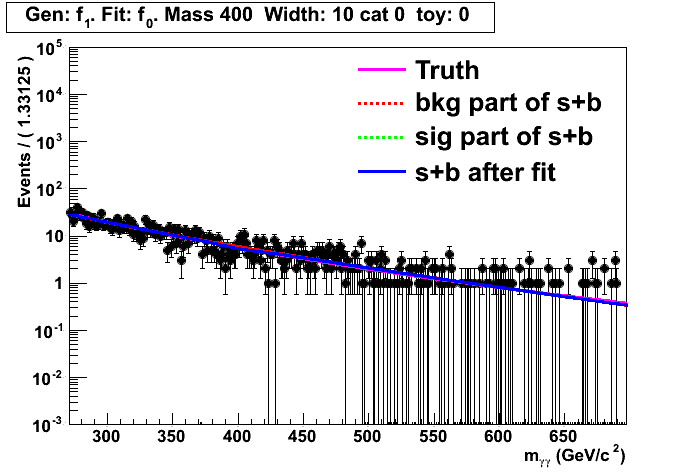 Gen: f1. Fit: f0. Mass 400 Width: 10 cat 0 toy: 0
Events / ( 1.33125 )
10^5
10^4
10^3
10^2
10
1
10^-1
10^-2
10^-3
Truth
bkg part of s+b
sig part of s+b
s+b after fit
300 350 400 450 500 550 600 650
mγγ (GeV/c^2)